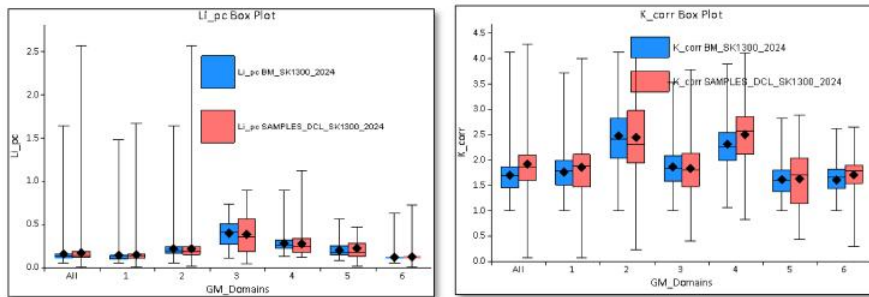 Li_pc Box Plot
2.5
2.0
1.5
1.0
0.5
0.0
Li_pc
Li_pc BM_SK1300_2024
Li_pc SAMPLES_DCL_SK1300_2024
All 1 2 3 4 5 6
GM_Domains
K_corr Box Plot
4.5
4.0
3.5
3.0
2.5
2.0
1.5
1.0
0.5
0.0
K_corr
K_corr BM_SK1300_2024
K_corr SAMPLES_DCL_SK1300_2024
All 1 2 3 4 5 6
GM_Domains